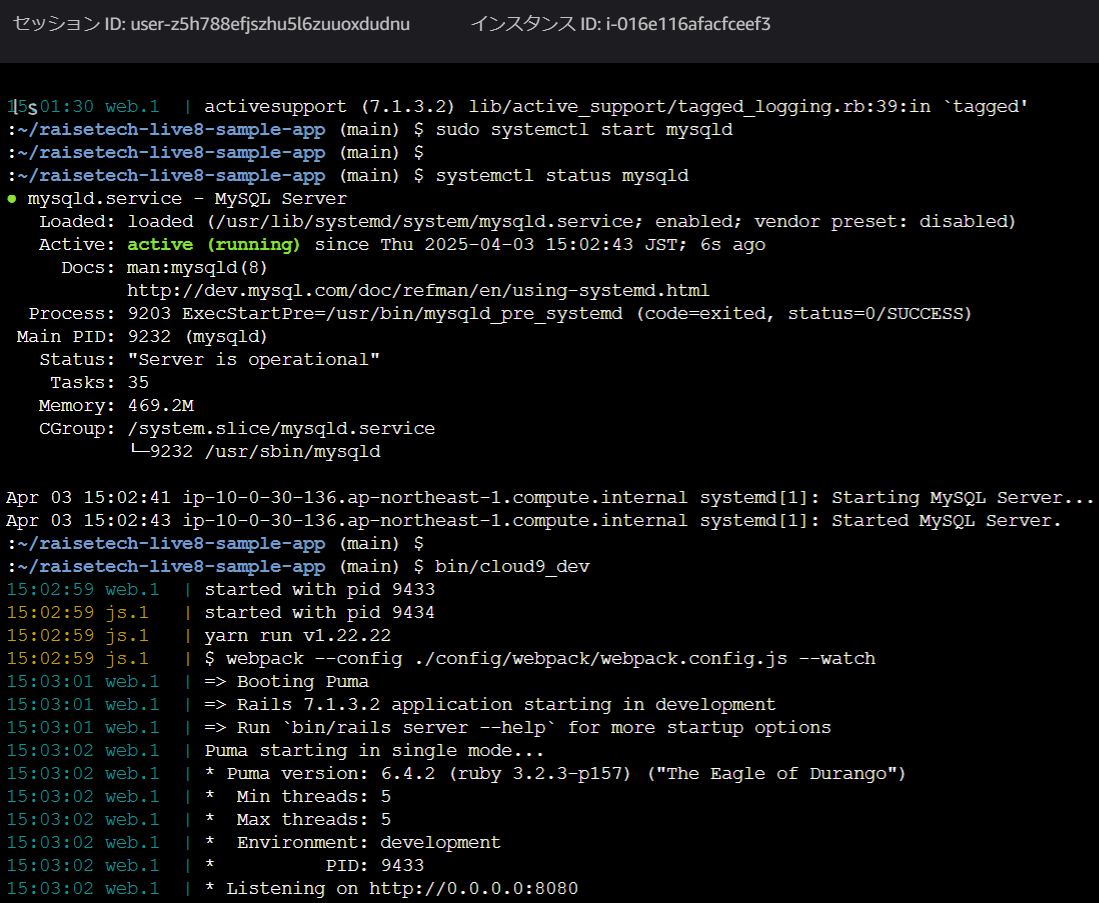 セッション ID: user-z5h788efjszhu5l6zuuoxdudnu インスタンス ID: i-016e116afacfceef3
15:01:30 web.1 | activesupport (7.1.3.2) lib/active_support/tagged_logging.rb:39:in `tagged'
:~/raisetech-live8-sample-app (main) $ sudo systemctl start mysqld
:~/raisetech-live8-sample-app (main) $
:~/raisetech-live8-sample-app (main) $ systemctl status mysqld
● mysqld.service - MySQL Server
Loaded: loaded (/usr/lib/systemd/system/mysqld.service; enabled; vendor preset: disabled)
Active: active (running) since Thu 2025-04-03 15:02:43 JST; 6s ago
Docs: man:mysqld(8)
http://dev.mysql.com/doc/refman/en/using-systemd.html
Process: 9203 ExecStartPre=/usr/bin/mysqld_pre_systemd (code=exited, status=0/SUCCESS)
Main PID: 9232 (mysqld)
Status: "Server is operational"
Tasks: 35
Memory: 469.2M
CGroup: /system.slice/mysqld.service
└─9232 /usr/sbin/mysqld
Apr 03 15:02:41 ip-10-0-30-136.ap-northeast-1.compute.internal systemd[1]: Starting MySQL Server...
Apr 03 15:02:43 ip-10-0-30-136.ap-northeast-1.compute.internal systemd[1]: Started MySQL Server.
:~/raisetech-live8-sample-app (main) $
:~/raisetech-live8-sample-app (main) $ bin/cloud9_dev
15:02:59 web.1 | started with pid 9433
15:02:59 js.1 | started with pid 9434
15:02:59 js.1 | yarn run v1.22.22
15:02:59 js.1 | $ webpack --config ./config/webpack/webpack.config.js --watch
15:03:01 web.1 | => Booting Puma
15:03:01 web.1 | => Rails 7.1.3.2 application starting in development
15:03:01 web.1 | => Run `bin/rails server --help` for more startup options
15:03:02 web.1 | Puma starting in single mode...
15:03:02 web.1 | * Puma version: 6.4.2 (ruby 3.2.3-p157) ("The Eagle of Durango")
15:03:02 web.1 | * Min threads: 5
15:03:02 web.1 | * Max threads: 5
15:03:02 web.1 | * Environment: development
15:03:02 web.1 | * PID: 9433
15:03:02 web.1 | * Listening on http://0.0.0.0:8080